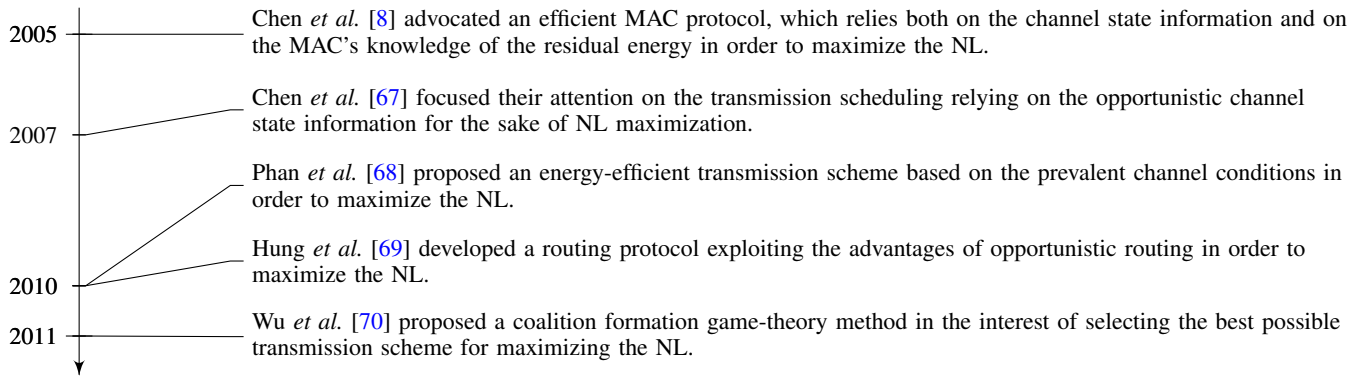 2005
Chen et al. [8] advocated an efficient MAC protocol, which relies both on the channel state information and on
the MAC's knowledge of the residual energy in order to maximize the NL.
Chen et al. [67] focused their attention on the transmission scheduling relying on the opportunistic channel
2007
state information for the sake of NL maximization.
Phan et al. [68] proposed an energy-efficient transmission scheme based on the prevalent channel conditions in
order to maximize the NL.
Hung et al. [69] developed a routing protocol exploiting the advantages of opportunistic routing in order to
maximize the NL.
2010
Wu et al. [70] proposed a coalition formation game-theory method in the interest of selecting the best possible
2011
transmission scheme for maximizing the NL.